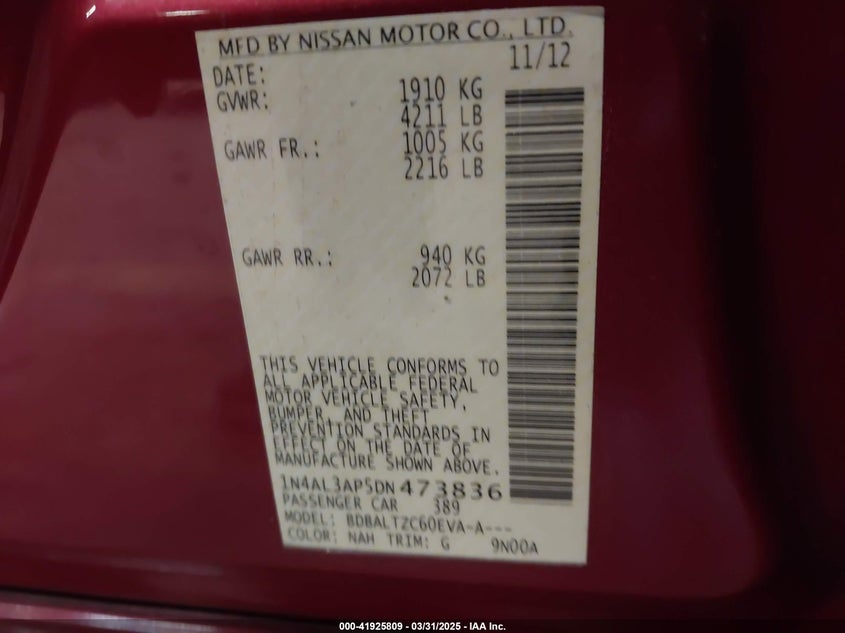 MFD BY NISSAN MOTOR CO., LTD.
DATE: 11/12
GVWR: 1910 KG
4211 LB
GAWR FR.: 1005 KG
2216 LB
GAWR RR.: 940 KG
2072 LB
THIS VEHICLE CONFORMS TO
ALL APPLICABLE FEDERAL
MOTOR VEHICLE SAFETY,
BUMPER, AND THEFT
PREVENTION STANDARDS IN
EFFECT ON THE DATE OF
MANUFACTURE SHOWN ABOVE.
1N4AL3AP5DN473836
PASSENGER CAR 389
MODEL: BDBALTZC60EVA-A---
COLOR: NAH TRIM: G 9N00A
000-41925809 - 03/31/2025 - IAA Inc.